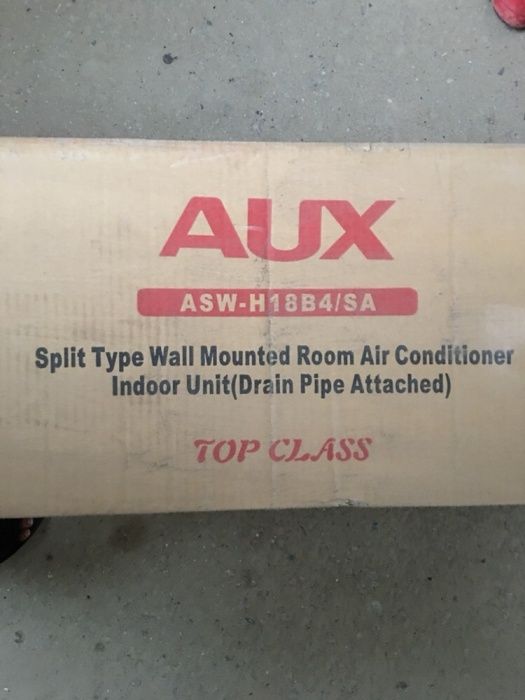 AUX
ASW-H18B4/SA
Split Type Wall Mounted Room Air Conditioner
Indoor Unit(Drain Pipe Attached)
TOP CLASS